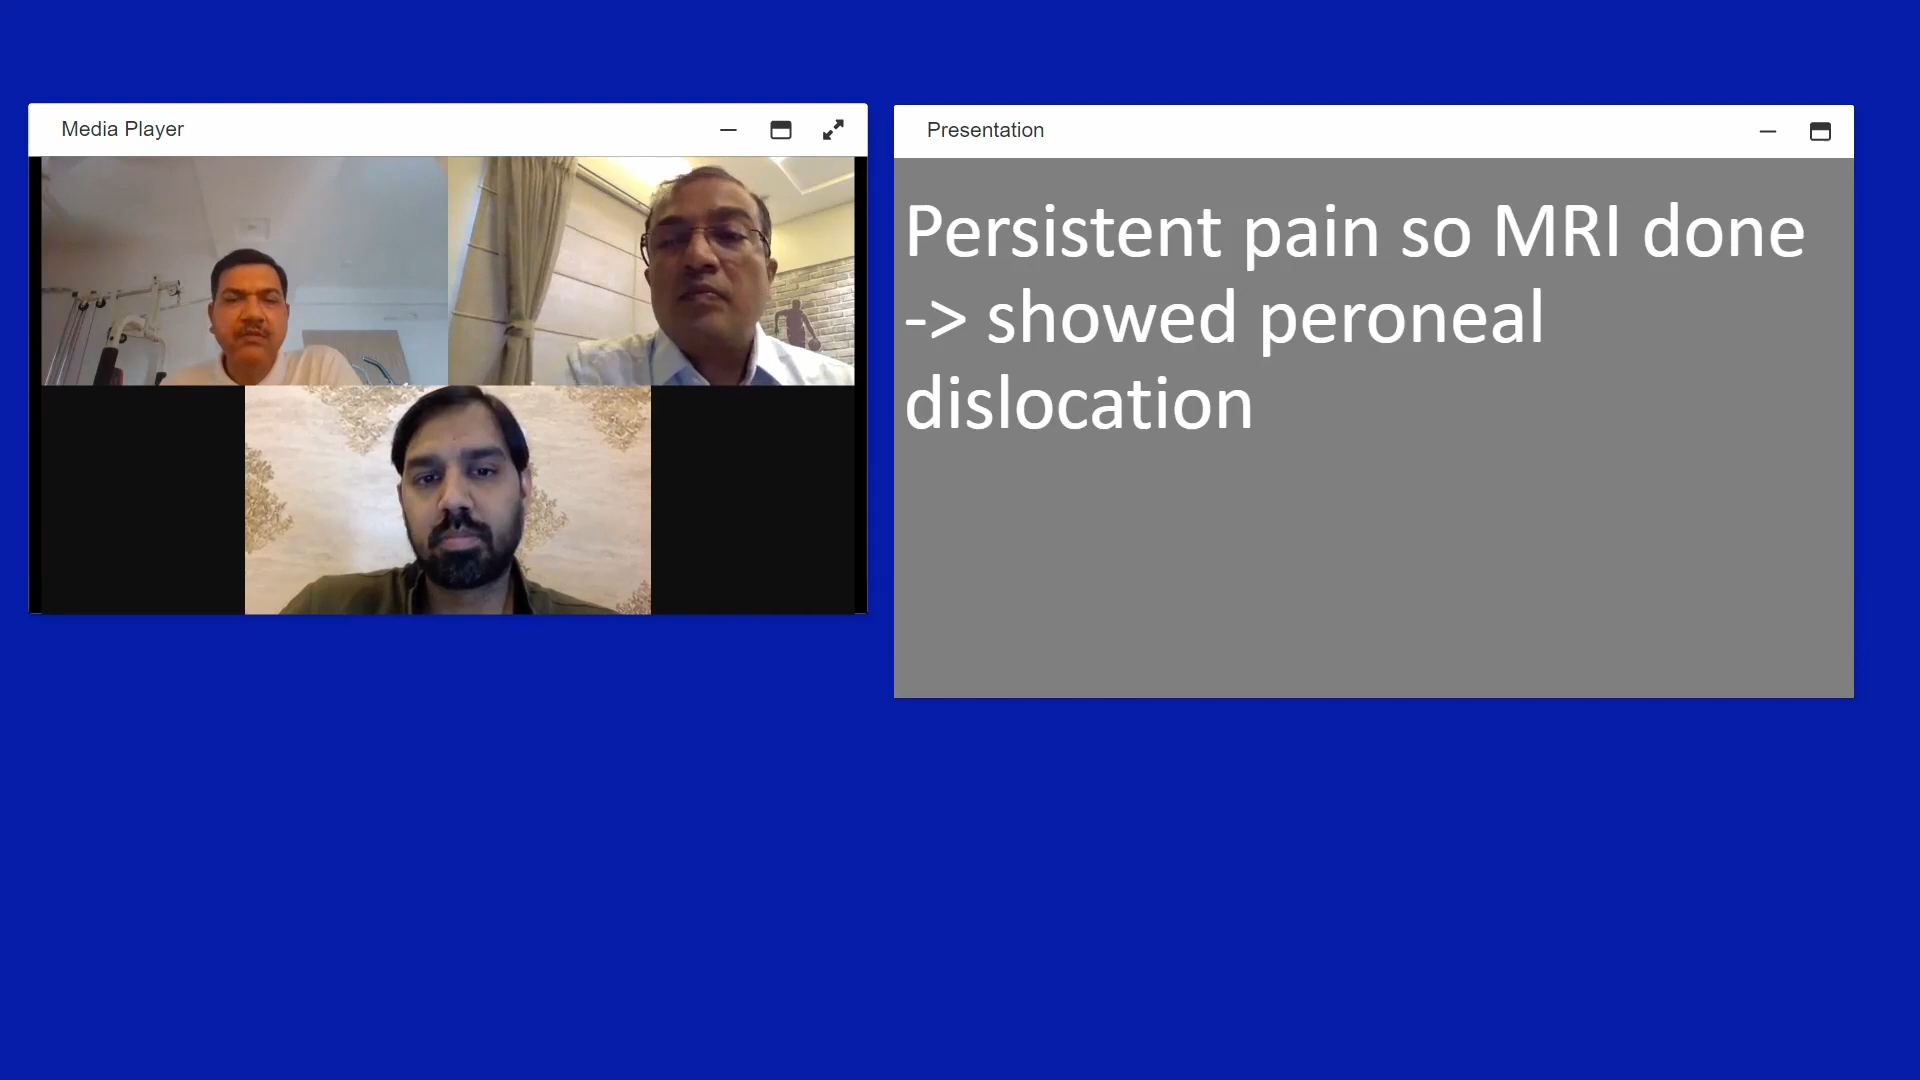 Media Player
Presentation
Persistent pain so MRI done
-> showed peroneal
dislocation